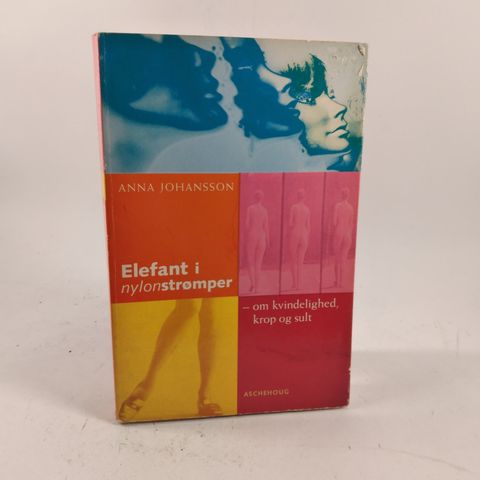 ANNA JOHANSSON
Elefant i
nylonstrømper
– om kvindelighed,
krop og sult
ASCHEHOUG